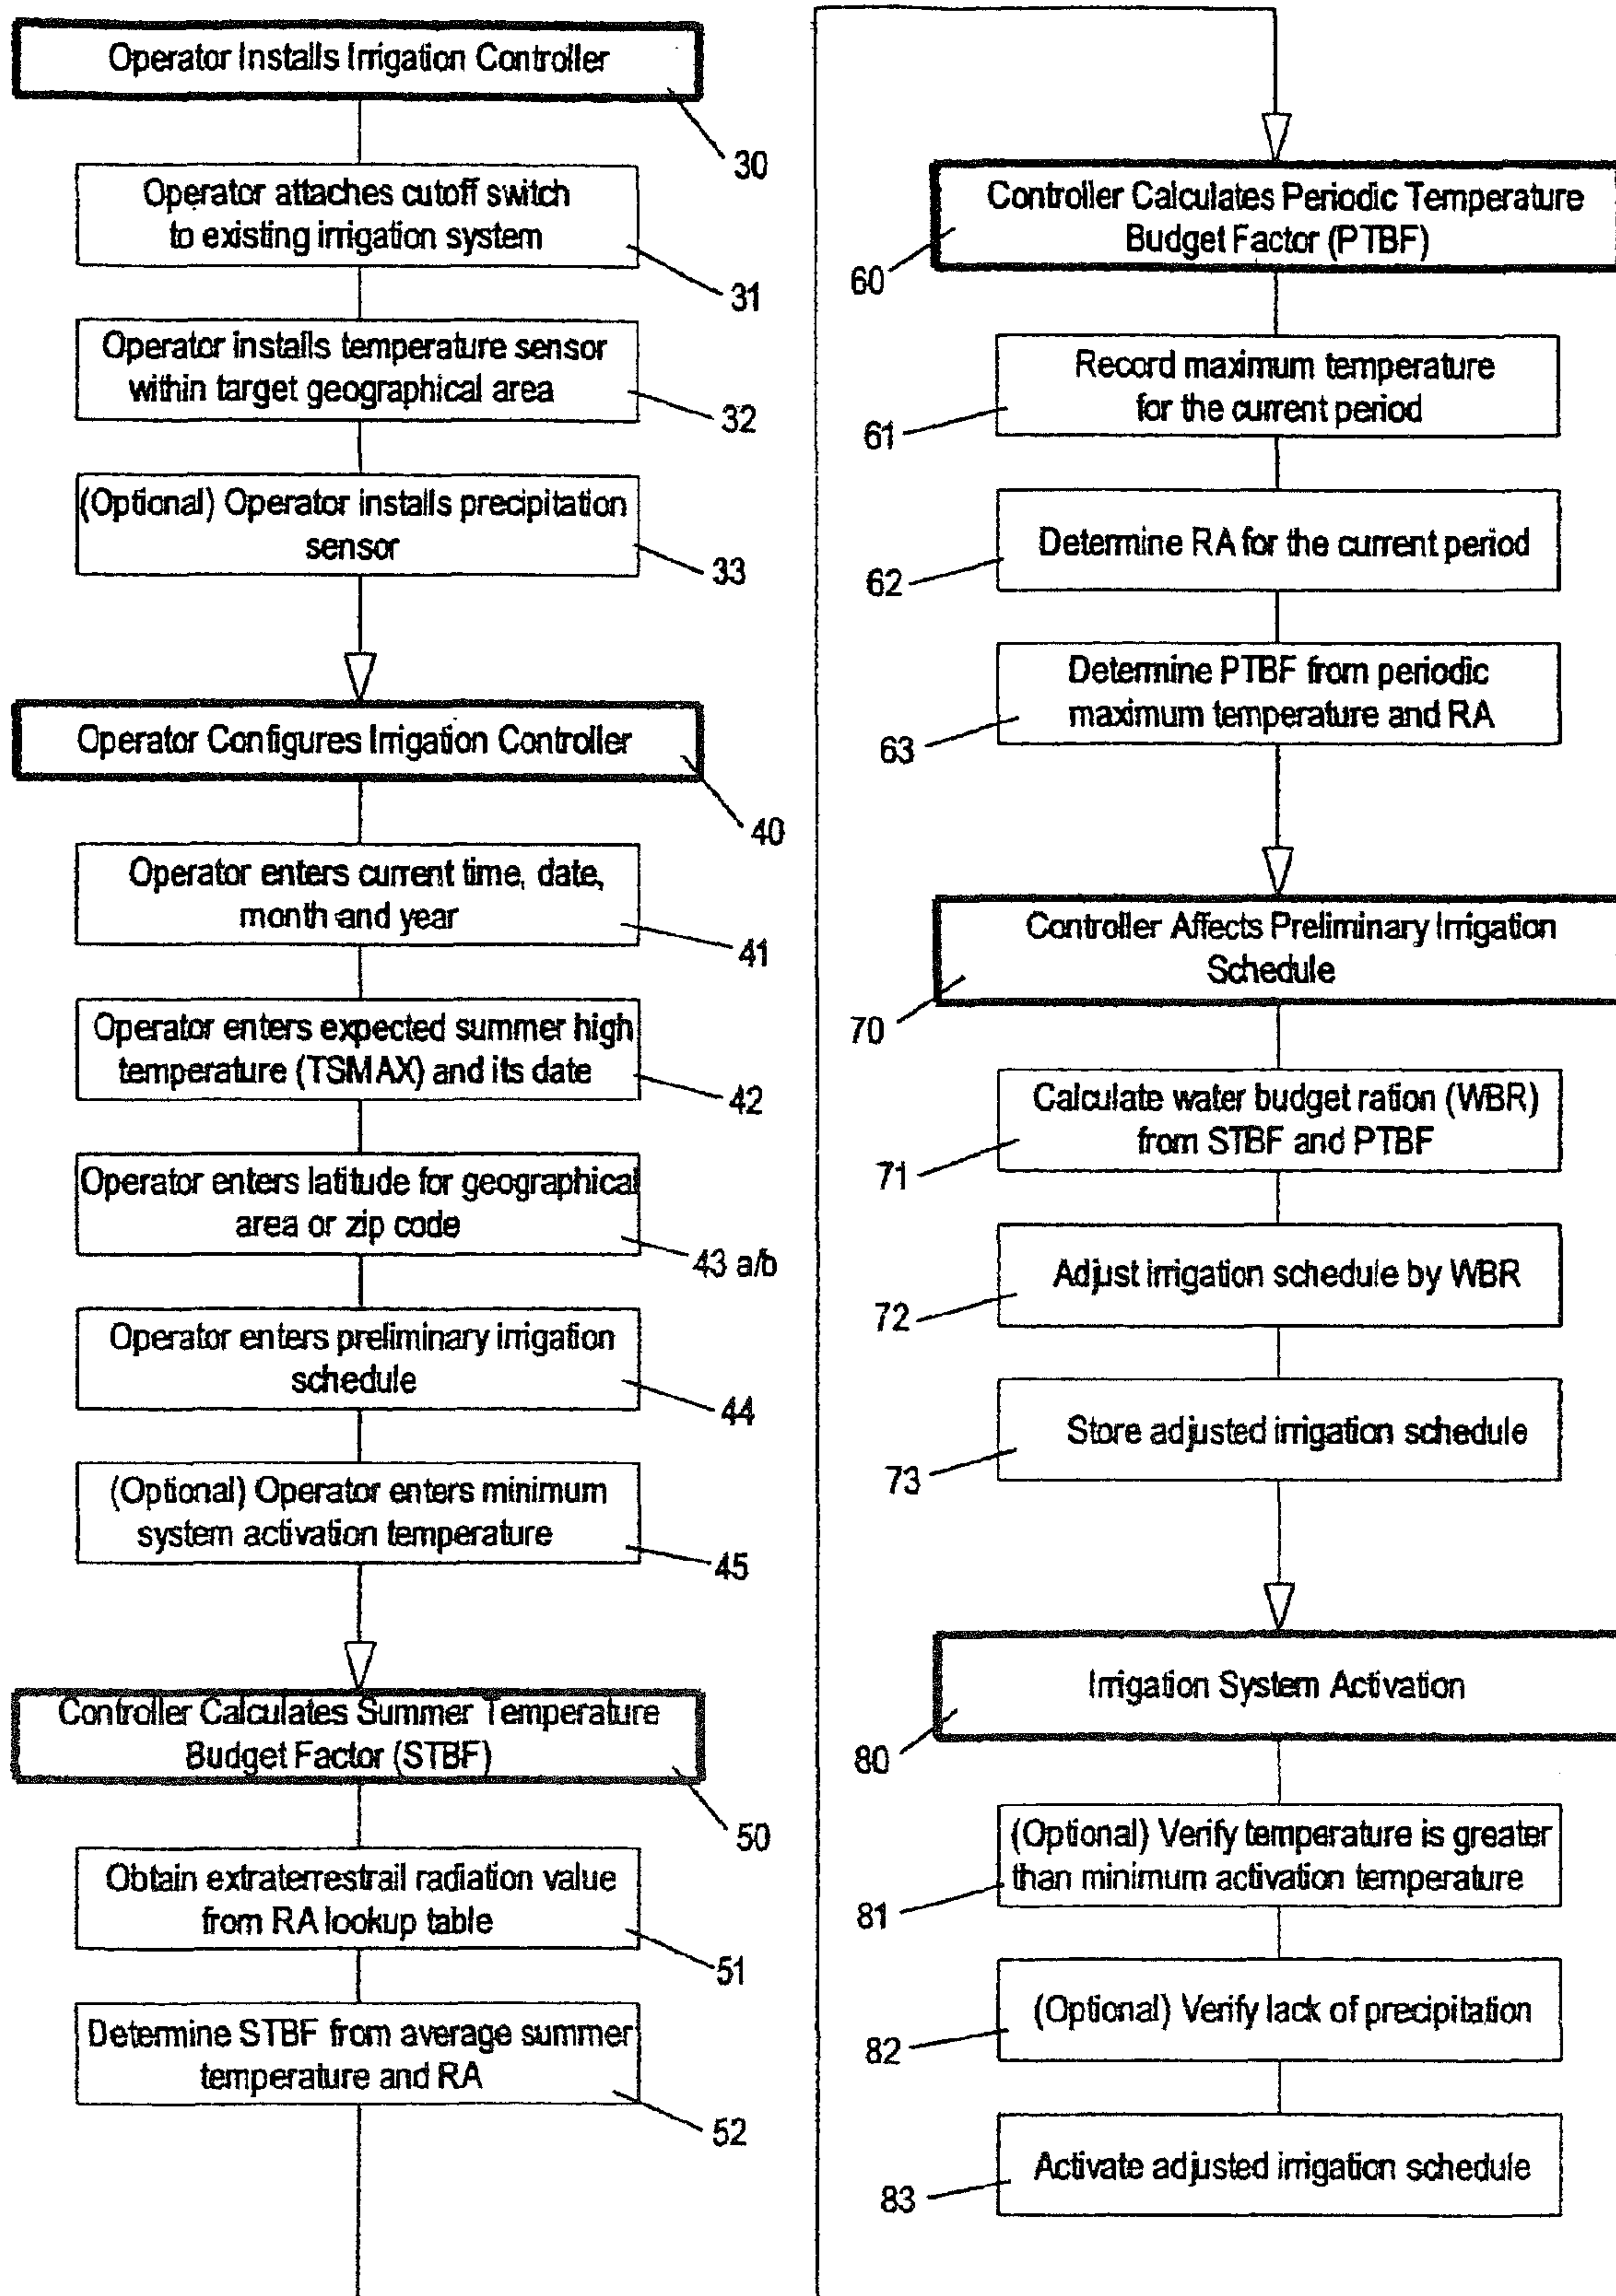 Operator Installs Irrigation Controller
30
Operator attaches cutoff switch
to existing irrigation system
31
Operator installs temperature sensor
within target geographical area
32
(Optional) Operator installs precipitation
sensor
33
Operator Configures Irrigation Controller
40
Operator enters current time, date,
month and year
41
Operator enters expected summer high
temperature (TSMAX) and its date
42
Operator enters latitude for geographical
area or zip code
43 a/b
Operator enters preliminary irrigation
schedule
44
(Optional) Operator enters minimum
system activation temperature
45
Controller Calculates Summer Temperature
Budget Factor (STBF)
50
Obtain extraterrestrail radiation value
from RA lookup table
51
Determine STBF from average summer
temperature and RA
52
Controller Calculates Periodic Temperature
Budget Factor (PTBF)
60
Record maximum temperature
for the current period
61
Determine RA for the current period
62
Determine PTBF from periodic
maximum temperature and RA
63
Controller Affects Preliminary Irrigation
Schedule
70
Calculate water budget ration (WBR)
from STBF and PTBF
71
Adjust irrigation schedule by WBR
72
Store adjusted irrigation schedule
73
Irrigation System Activation
80
(Optional) Verify temperature is greater
than minimum activation temperature
81
(Optional) Verify lack of precipitation
82
Activate adjusted irrigation schedule
83